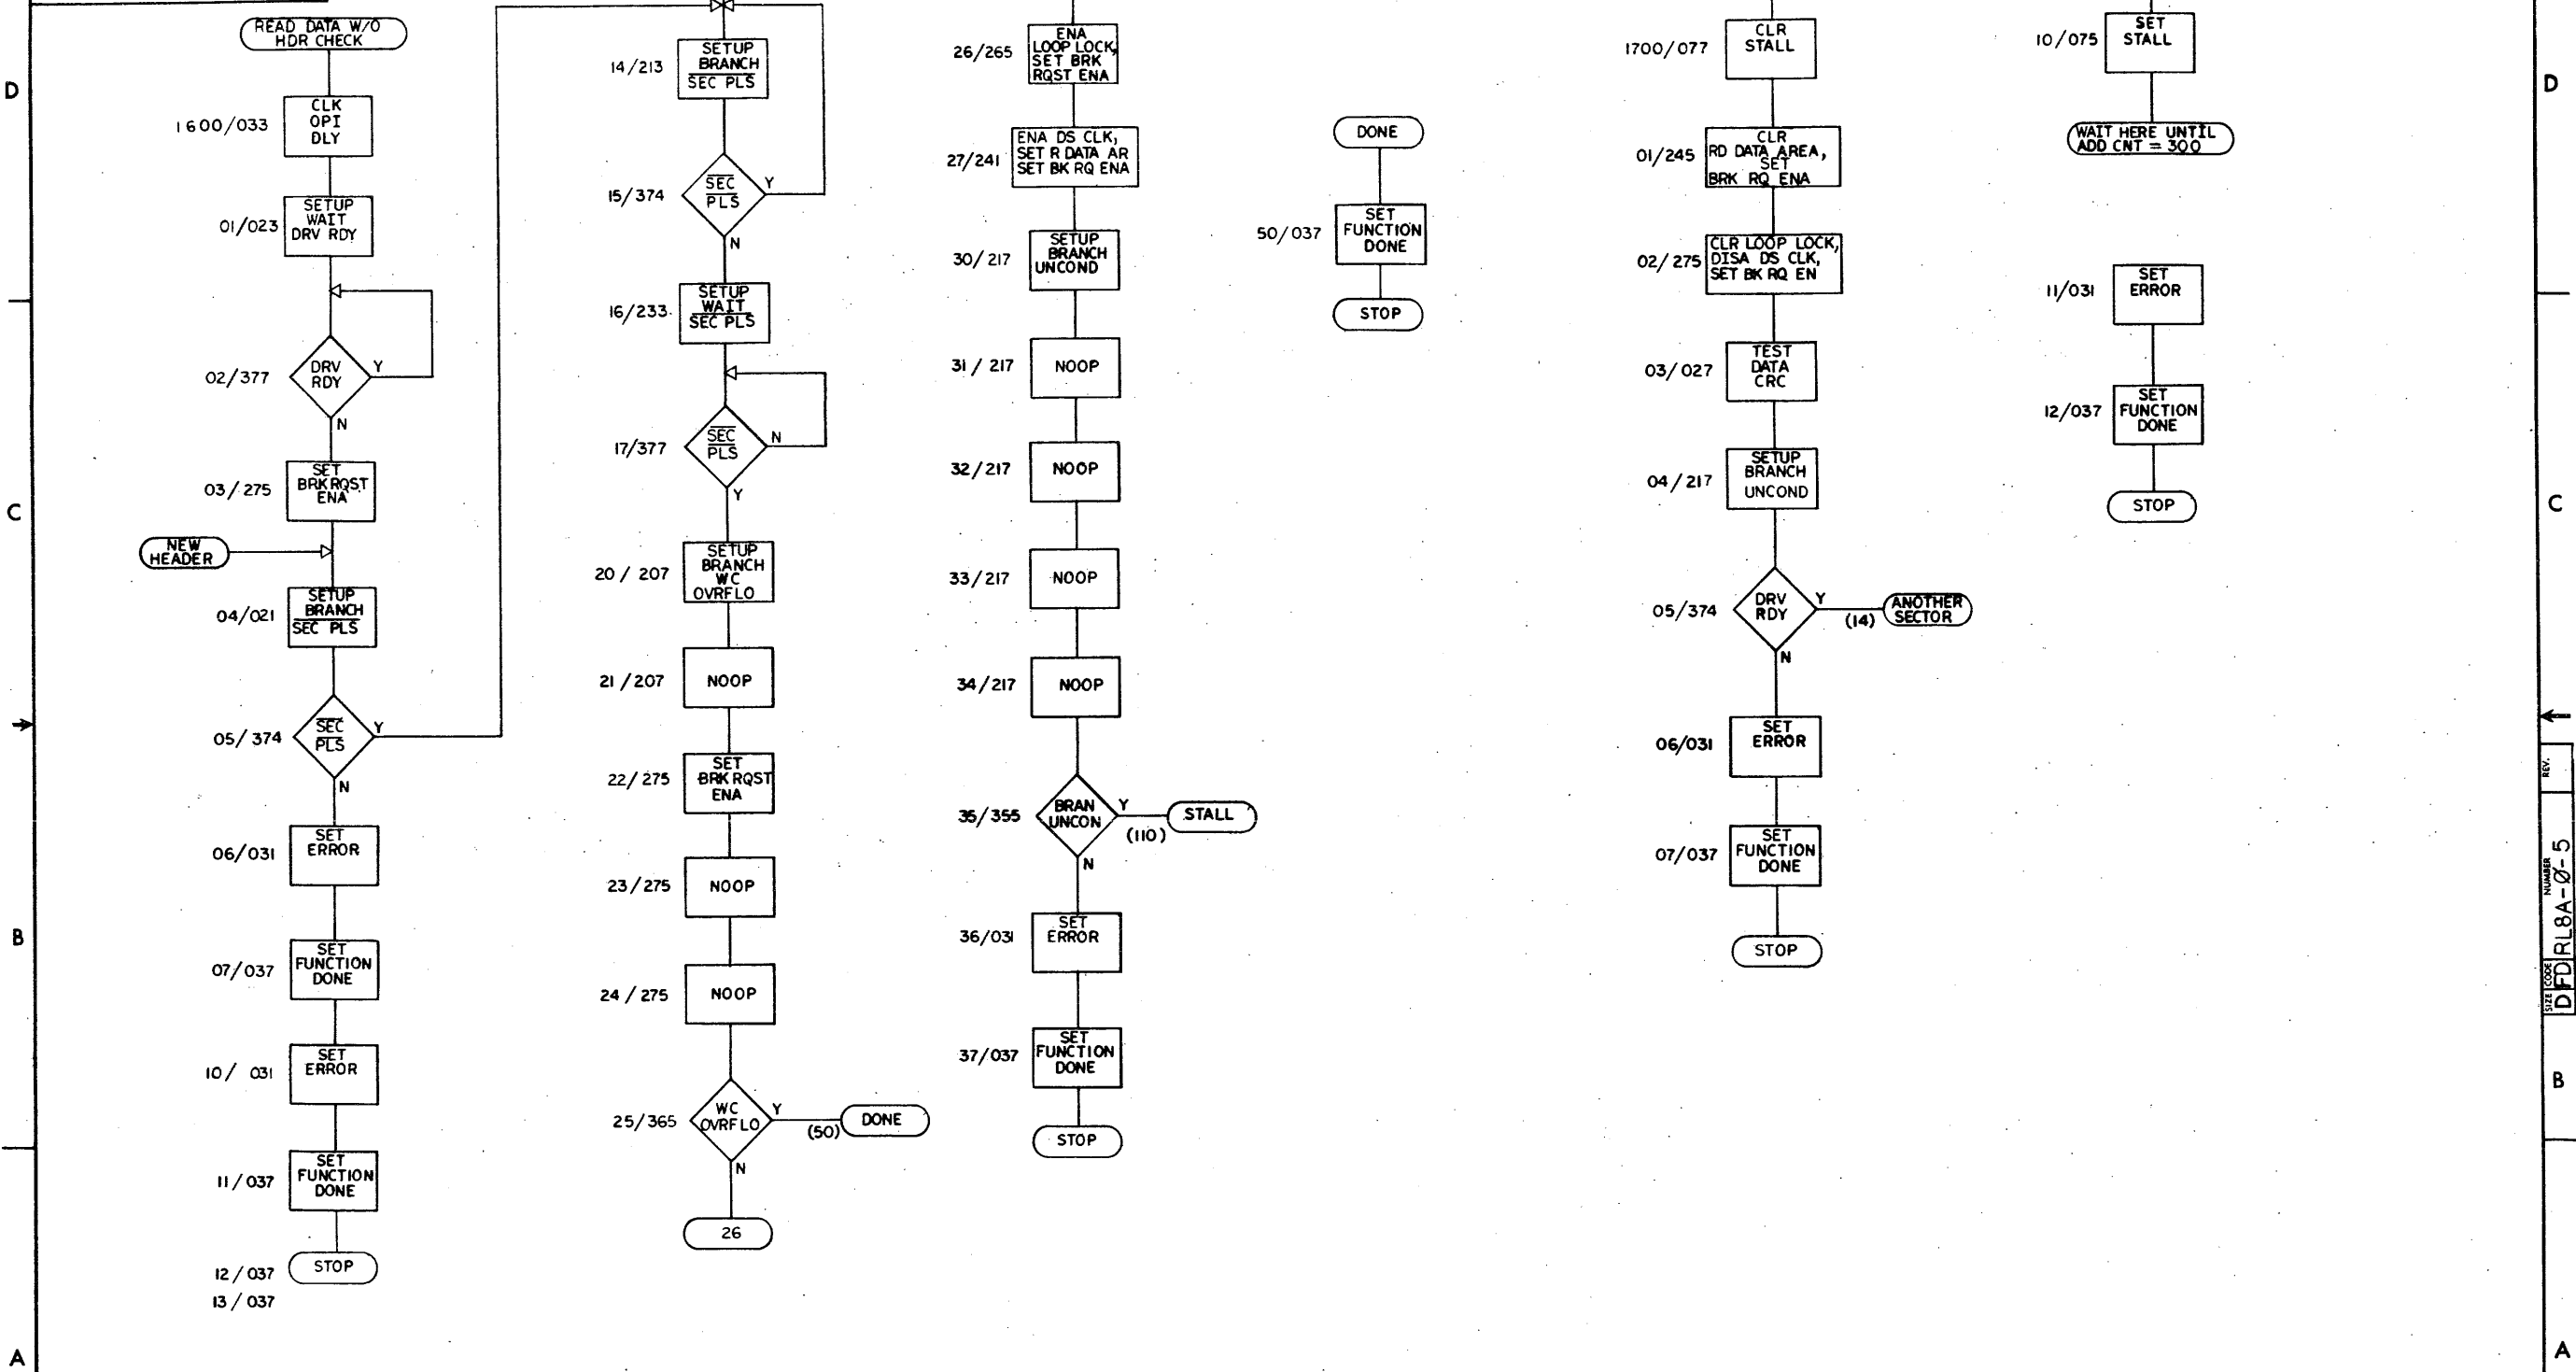 D
READ DATA W/O
HDR CHECK
1600/033
CLK
OPI
DLY
01/023
SETUP
WAIT
DRV RDY
02/377
DRV
RDY
Y
N
03/275
SET
BRK RQST
ENA
C
NEW
HEADER
04/021
SETUP
BRANCH
SEC PLS
05/374
SEC
PLS
Y
N
06/031
SET
ERROR
B
07/037
SET
FUNCTION
DONE
10/ 031
SET
ERROR
11/037
SET
FUNCTION
DONE
STOP
12/037
13/037
A
14/213
SETUP
BRANCH
SEC PLS
15/374
SEC
PLS
Y
N
16/233
SETUP
WAIT
SEC PLS
17/377
SEC
PLS
N
Y
20/207
SETUP
BRANCH
WC
OVRFLO
21/207
NOOP
22/275
SET
BRK RQST
ENA
23/275
NOOP
24/275
NOOP
25/365
WC
OVRFLO
Y
(50)
DONE
N
26
26/265
ENA
LOOP LOCK,
SET BRK
RQST ENA
27/241
ENA DS CLK,
SET R DATA AR
SET BK RQ ENA
30/217
SETUP
BRANCH
UNCOND
31/217
NOOP
32/217
NOOP
33/217
NOOP
34/217
NOOP
35/355
BRAN
UNCON
Y
(110)
STALL
N
36/031
SET
ERROR
37/037
SET
FUNCTION
DONE
STOP
DONE
50/037
SET
FUNCTION
DONE
STOP
1700/077
CLR
STALL
01/245
CLR
RD DATA AREA,
SET
BRK RQ ENA
02/275
CLR LOOP LOCK,
DISA DS CLK,
SET BK RQ EN
03/027
TEST
DATA
CRC
04/217
SETUP
BRANCH
UNCOND
05/374
DRV
RDY
Y
(14)
ANOTHER
SECTOR
N
06/031
SET
ERROR
07/037
SET
FUNCTION
DONE
STOP
10/075
SET
STALL
WAIT HERE UNTIL
ADD CNT = 300
11/031
SET
ERROR
12/037
SET
FUNCTION
DONE
STOP
D
C
REV.
NUMBER
RL8A-Ø-5
CODE
FD
SIZE
D
B
A